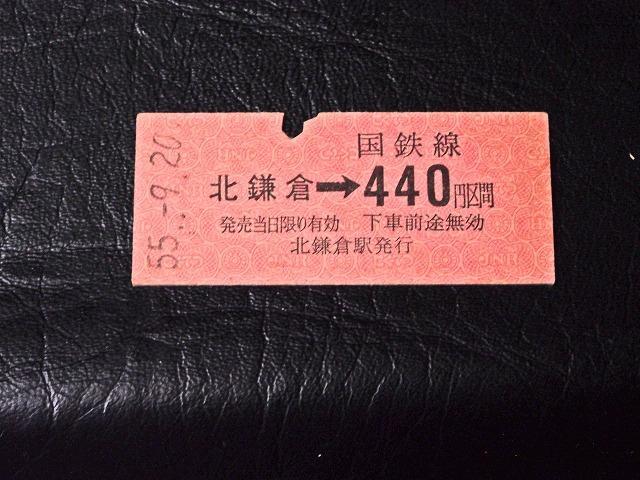 国鉄線
北鎌倉→440円区間
発売当日限り有効 下車前途無効
北鎌倉駅発行
55.-9.20